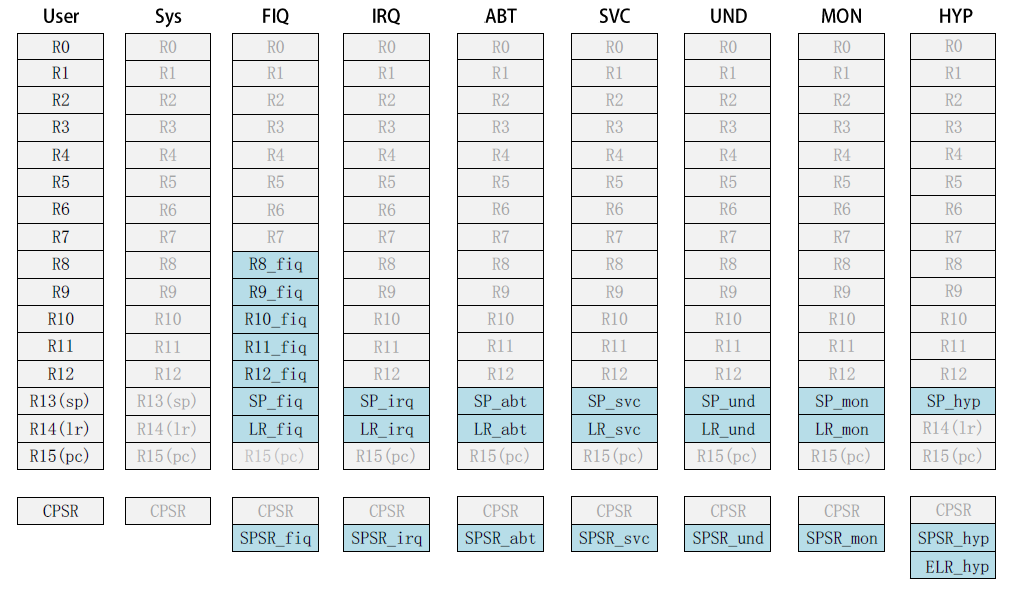 User Sys FIQ IRQ ABT SVC UND MON HYP
R0 R0 R0 R0 R0 R0 R0 R0 R0
R1 R1 R1 R1 R1 R1 R1 R1 R1
R2 R2 R2 R2 R2 R2 R2 R2 R2
R3 R3 R3 R3 R3 R3 R3 R3 R3
R4 R4 R4 R4 R4 R4 R4 R4 R4
R5 R5 R5 R5 R5 R5 R5 R5 R5
R6 R6 R6 R6 R6 R6 R6 R6 R6
R7 R7 R7 R7 R7 R7 R7 R7 R7
R8 R8 R8_fiq R8 R8 R8 R8 R8 R8
R9 R9 R9_fiq R9 R9 R9 R9 R9 R9
R10 R10 R10_fiq R10 R10 R10 R10 R10 R10
R11 R11 R11_fiq R11 R11 R11 R11 R11 R11
R12 R12 R12_fiq R12 R12 R12 R12 R12 R12
R13(sp) R13(sp) SP_fiq SP_irq SP_abt SP_svc SP_und SP_mon SP_hyp
R14(lr) R14(lr) LR_fiq LR_irq LR_abt LR_svc LR_und LR_mon R14(lr)
R15(pc) R15(pc) R15(pc) R15(pc) R15(pc) R15(pc) R15(pc) R15(pc) R15(pc)
CPSR CPSR CPSR CPSR CPSR CPSR CPSR CPSR CPSR
SPSR_fiq SPSR_irq SPSR_abt SPSR_svc SPSR_und SPSR_mon SPSR_hyp
ELR_hyp